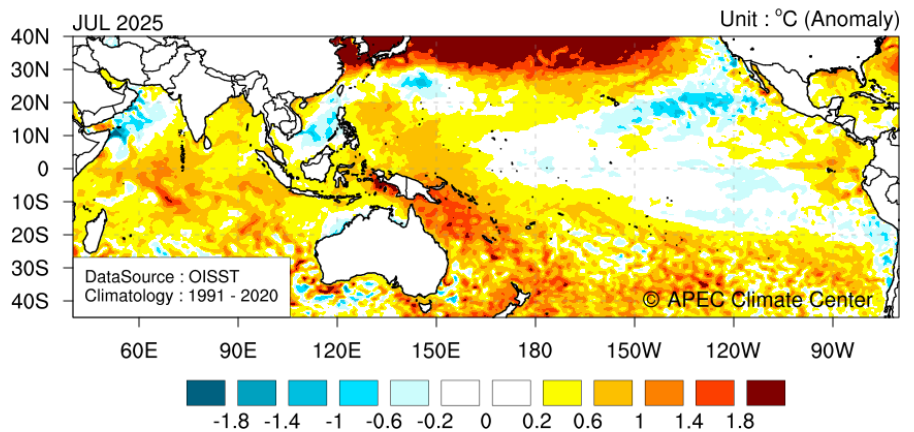 JUL 2025
Unit : °C (Anomaly)
40N
30N
20N
10N
0
10S
20S
30S
40S
DataSource : OISST
Climatology : 1991 - 2020
© APEC Climate Center
60E 90E 120E 150E 180 150W 120W 90W
-1.8 -1.4 -1 -0.6 -0.2 0 0.2 0.6 1 1.4 1.8